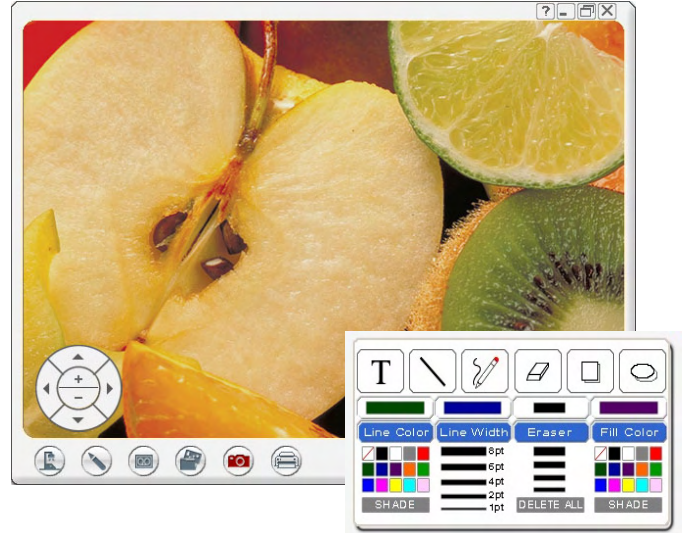 ?
+
−
T
Line Color Line Width Eraser Fill Color
8pt
6pt
4pt
2pt
1pt
SHADE DELETE ALL SHADE